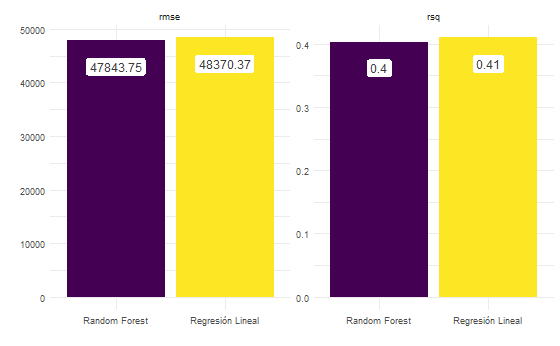 rmse
50000
40000
30000
20000
10000
0
47843.75
48370.37
Random Forest
Regresión Lineal
rsq
0.4
0.3
0.2
0.1
0.0
0.4
0.41
Random Forest
Regresión Lineal